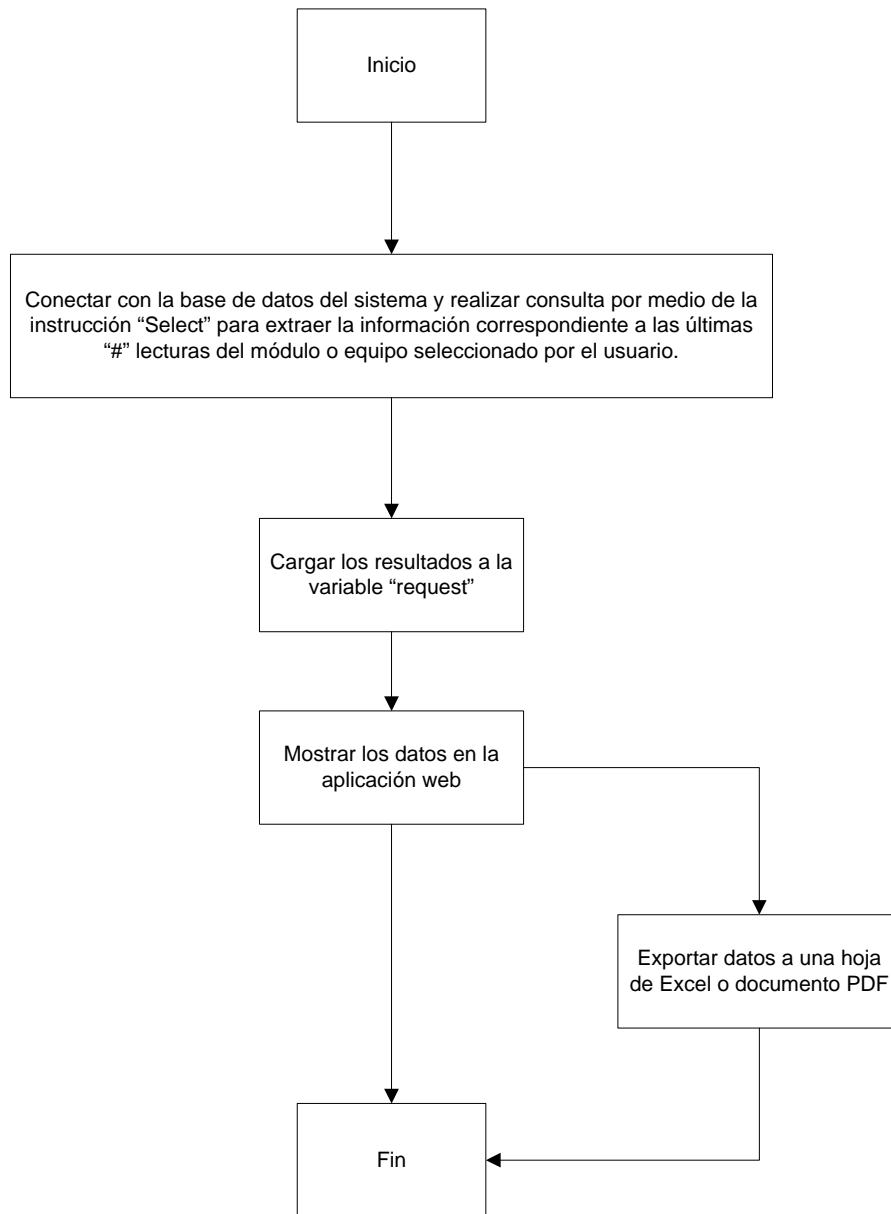 Inicio
Conectar con la base de datos del sistema y realizar consulta por medio de la
instrucción “Select” para extraer la información correspondiente a las últimas
“#” lecturas del módulo o equipo seleccionado por el usuario.
Cargar los resultados a la
variable “request”
Mostrar los datos en la
aplicación web
Exportar datos a una hoja
de Excel o documento PDF
Fin